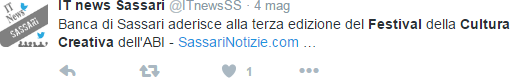 IT
News
SASSARI
IT news Sassari @ITnewsSS · 4 mag
Banca di Sassari aderisce alla terza edizione del Festival della Cultura
Creativa dell'ABI - SassariNotizie.com ...
1